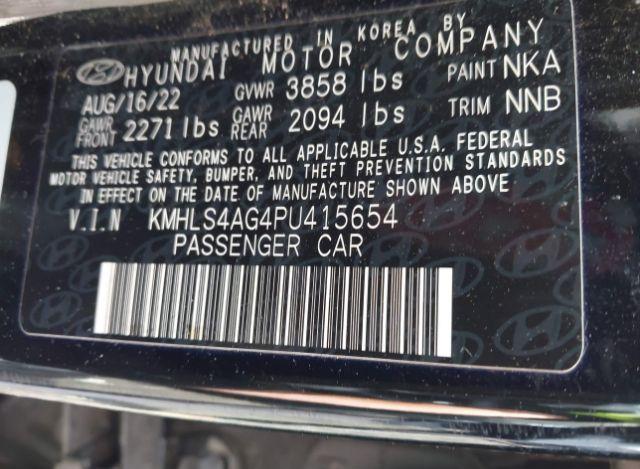 MANUFACTURED IN KOREA BY
HYUNDAI MOTOR COMPANY
AUG/16/22 GVWR 3858 lbs PAINT NKA
GAWR FRONT 2271 lbs GAWR REAR 2094 lbs TRIM NNB
THIS VEHICLE CONFORMS TO ALL APPLICABLE U.S.A. FEDERAL
MOTOR VEHICLE SAFETY, BUMPER, AND THEFT PREVENTION STANDARDS
IN EFFECT ON THE DATE OF MANUFACTURE SHOWN ABOVE
V.I.N KMHLS4AG4PU415654
PASSENGER CAR